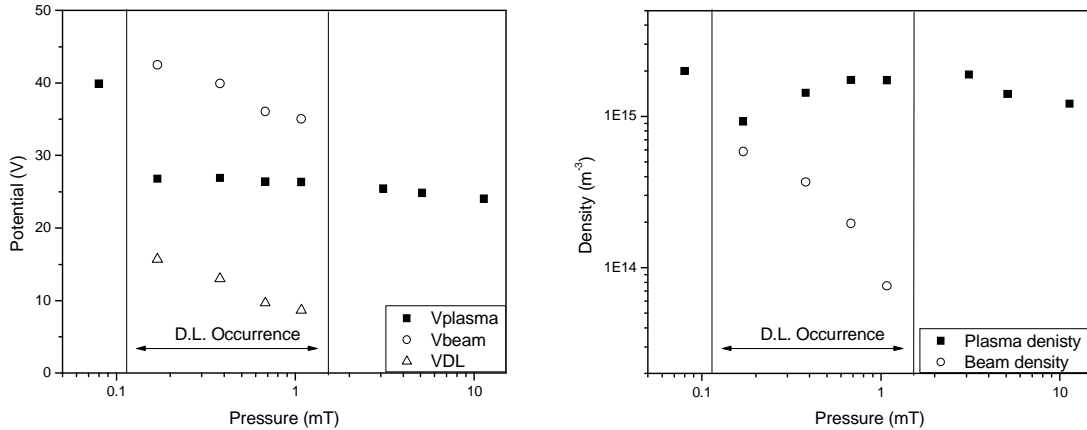 50
40
30
20
10
0
Potential (V)
D.L. Occurrence
Vplasma
Vbeam
VDL
0.1
1
10
Pressure (mT)
1E15
1E14
Density (m-3)
D.L. Occurrence
Plasma denisty
Beam density
0.1
1
10
Pressure (mT)